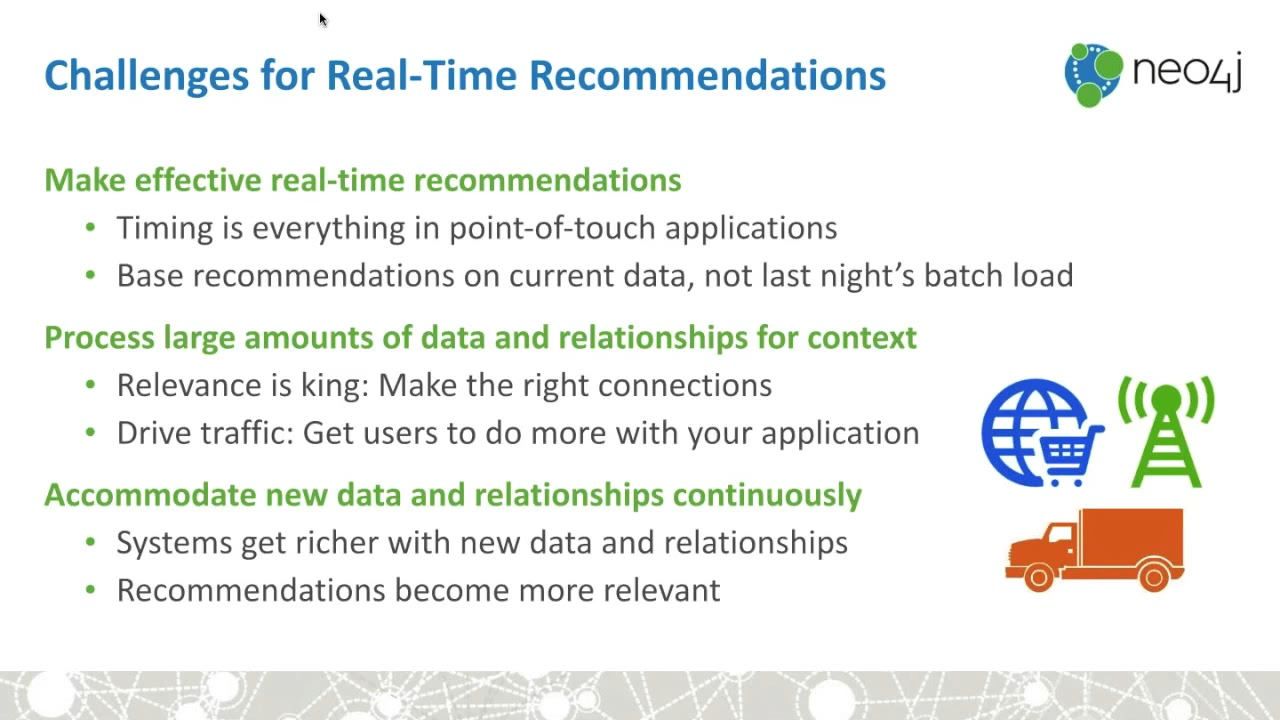 Challenges for Real-Time Recommendations
neo4j
Make effective real-time recommendations
• Timing is everything in point-of-touch applications
• Base recommendations on current data, not last night’s batch load
Process large amounts of data and relationships for context
• Relevance is king: Make the right connections
• Drive traffic: Get users to do more with your application
Accommodate new data and relationships continuously
• Systems get richer with new data and relationships
• Recommendations become more relevant